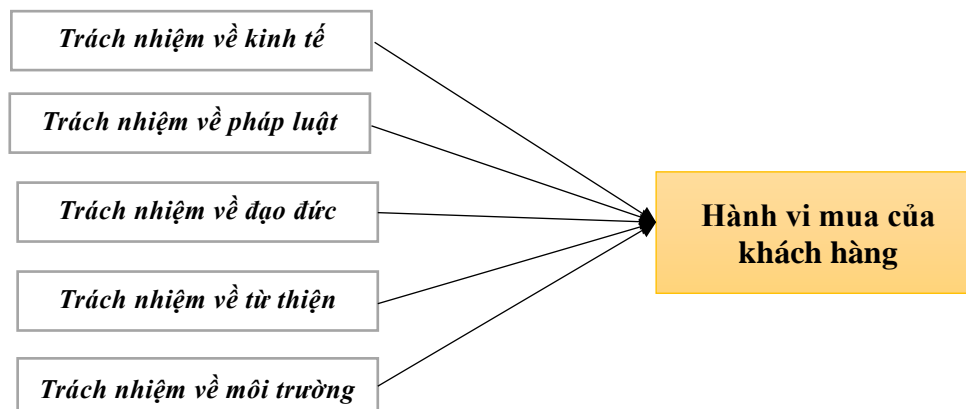 Trách nhiệm về kinh tế
Trách nhiệm về pháp luật
Trách nhiệm về đạo đức
Trách nhiệm về từ thiện
Trách nhiệm về môi trường
Hành vi mua của
khách hàng